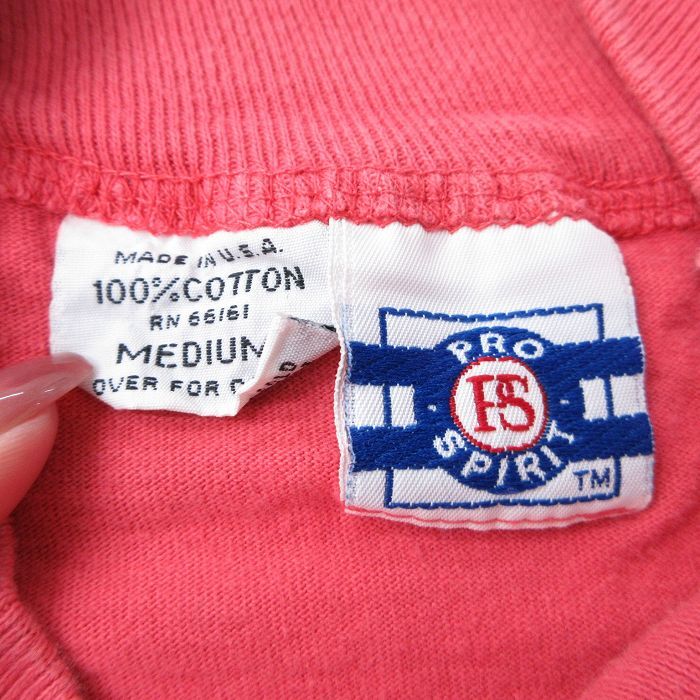 MADE IN U.S.A.
100% COTTON
RN 66161
MEDIUM
OVER FOR
PRO
PS
SPIRIT
TM